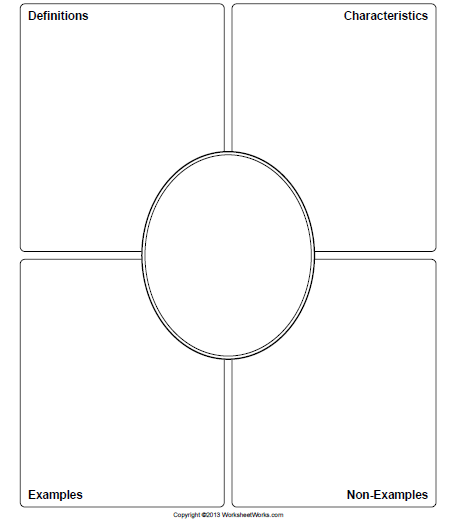 Definitions
Characteristics
Examples
Non-Examples
Copyright ©2013 WorksheetWorks.com